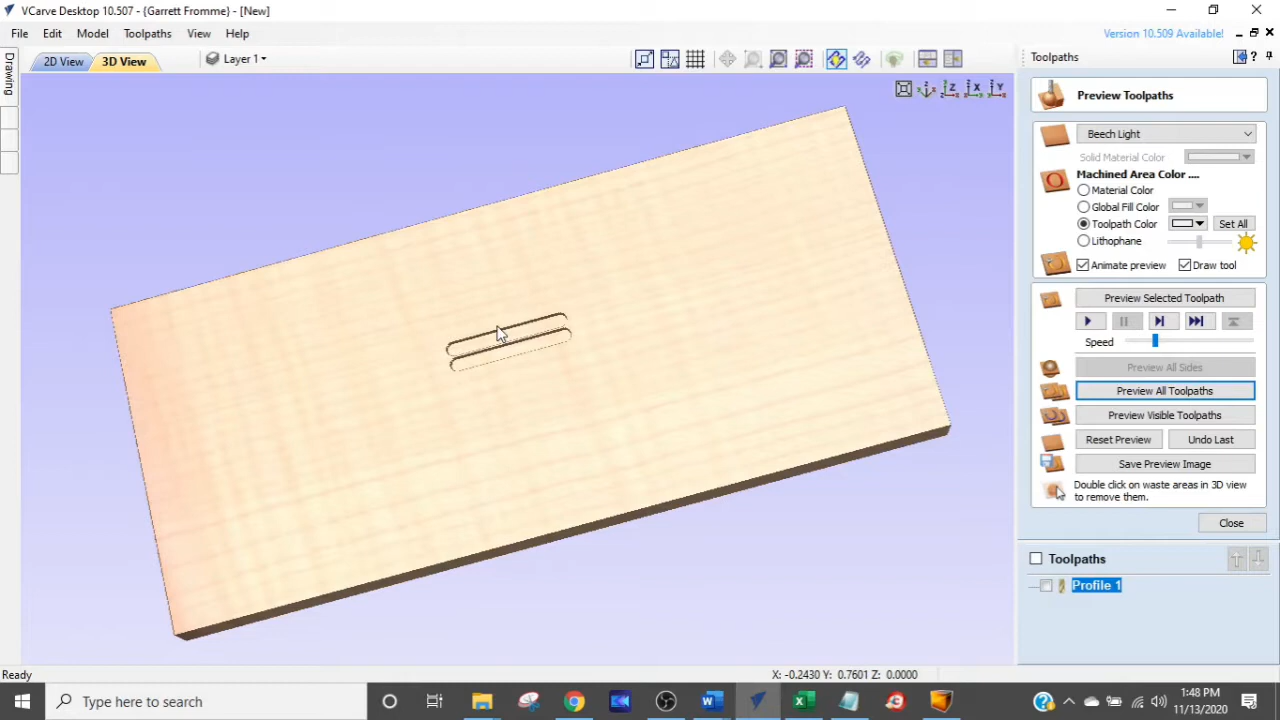 VCarve Desktop 10.507 - {Garrett Fromme} - [New]
File Edit Model Toolpaths View Help
Version 10.509 Available!
Drawing
2D View 3D View Layer 1
Toolpaths
Z X Y
Preview Toolpaths
Beech Light
Solid Material Color
Machined Area Color ....
Material Color
Global Fill Color
Toolpath Color Set All
Lithophane
Animate preview Draw tool
Preview Selected Toolpath
Speed
Preview All Sides
Preview All Toolpaths
Preview Visible Toolpaths
Reset Preview Undo Last
Save Preview Image
Double click on waste areas in 3D view
to remove them.
Close
Toolpaths
Profile 1
Ready
X: -0.2430 Y: 0.7601 Z: 0.0000
Type here to search
1:48 PM
11/13/2020